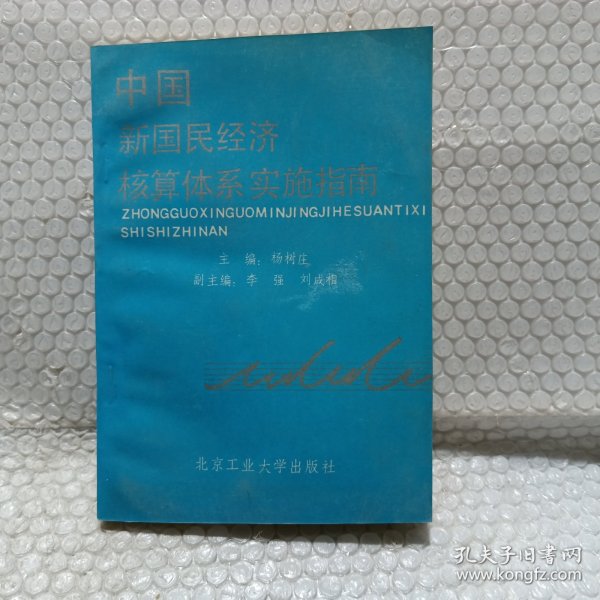 中国
新国民经济
核算体系实施指南
ZHONGGUOXINGUOMINJINGJIHESUANTIXI
SHISHIZHINAN
主 编：杨树庄
副主编：李 强 刘成相
北京工业大学出版社
孔夫子旧书网
www.kongfz.com